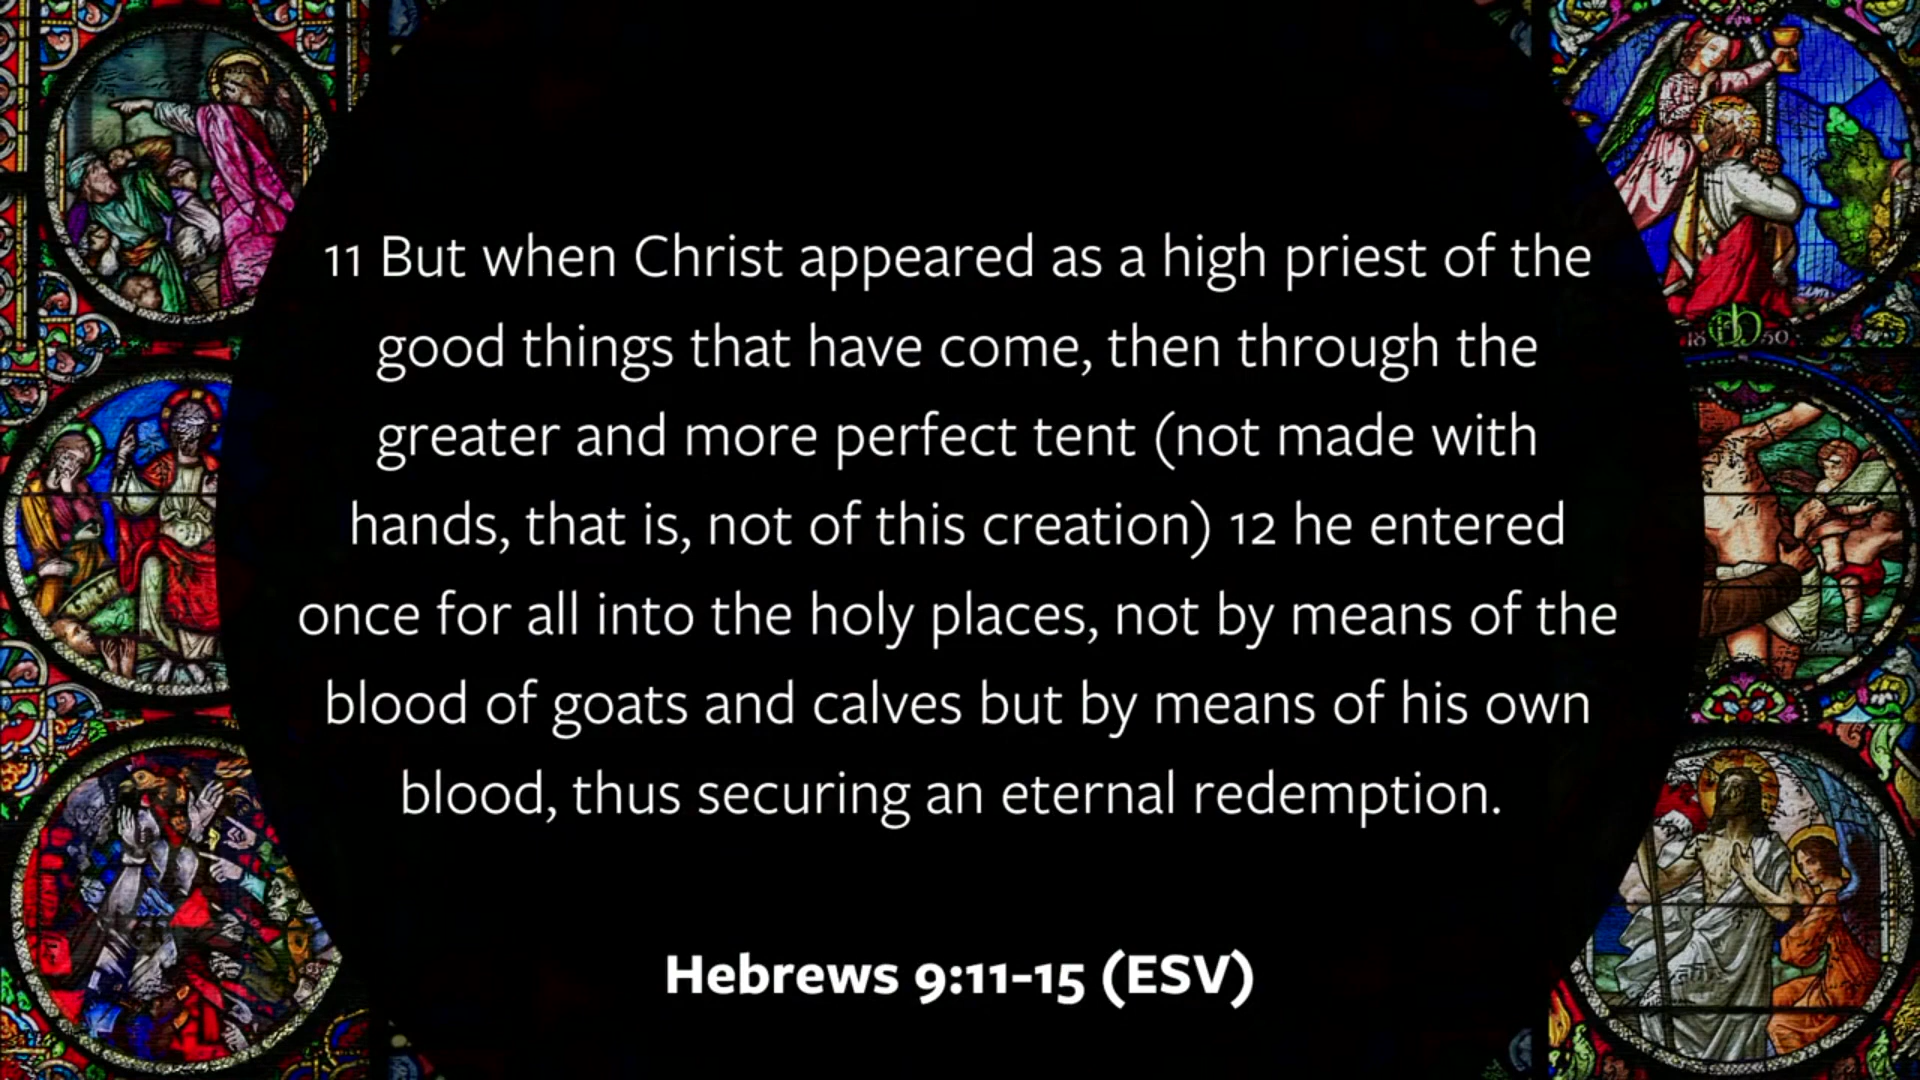 11 But when Christ appeared as a high priest of the
good things that have come, then through the
greater and more perfect tent (not made with
hands, that is, not of this creation) 12 he entered
once for all into the holy places, not by means of the
blood of goats and calves but by means of his own
blood, thus securing an eternal redemption.
Hebrews 9:11-15 (ESV)
18 50